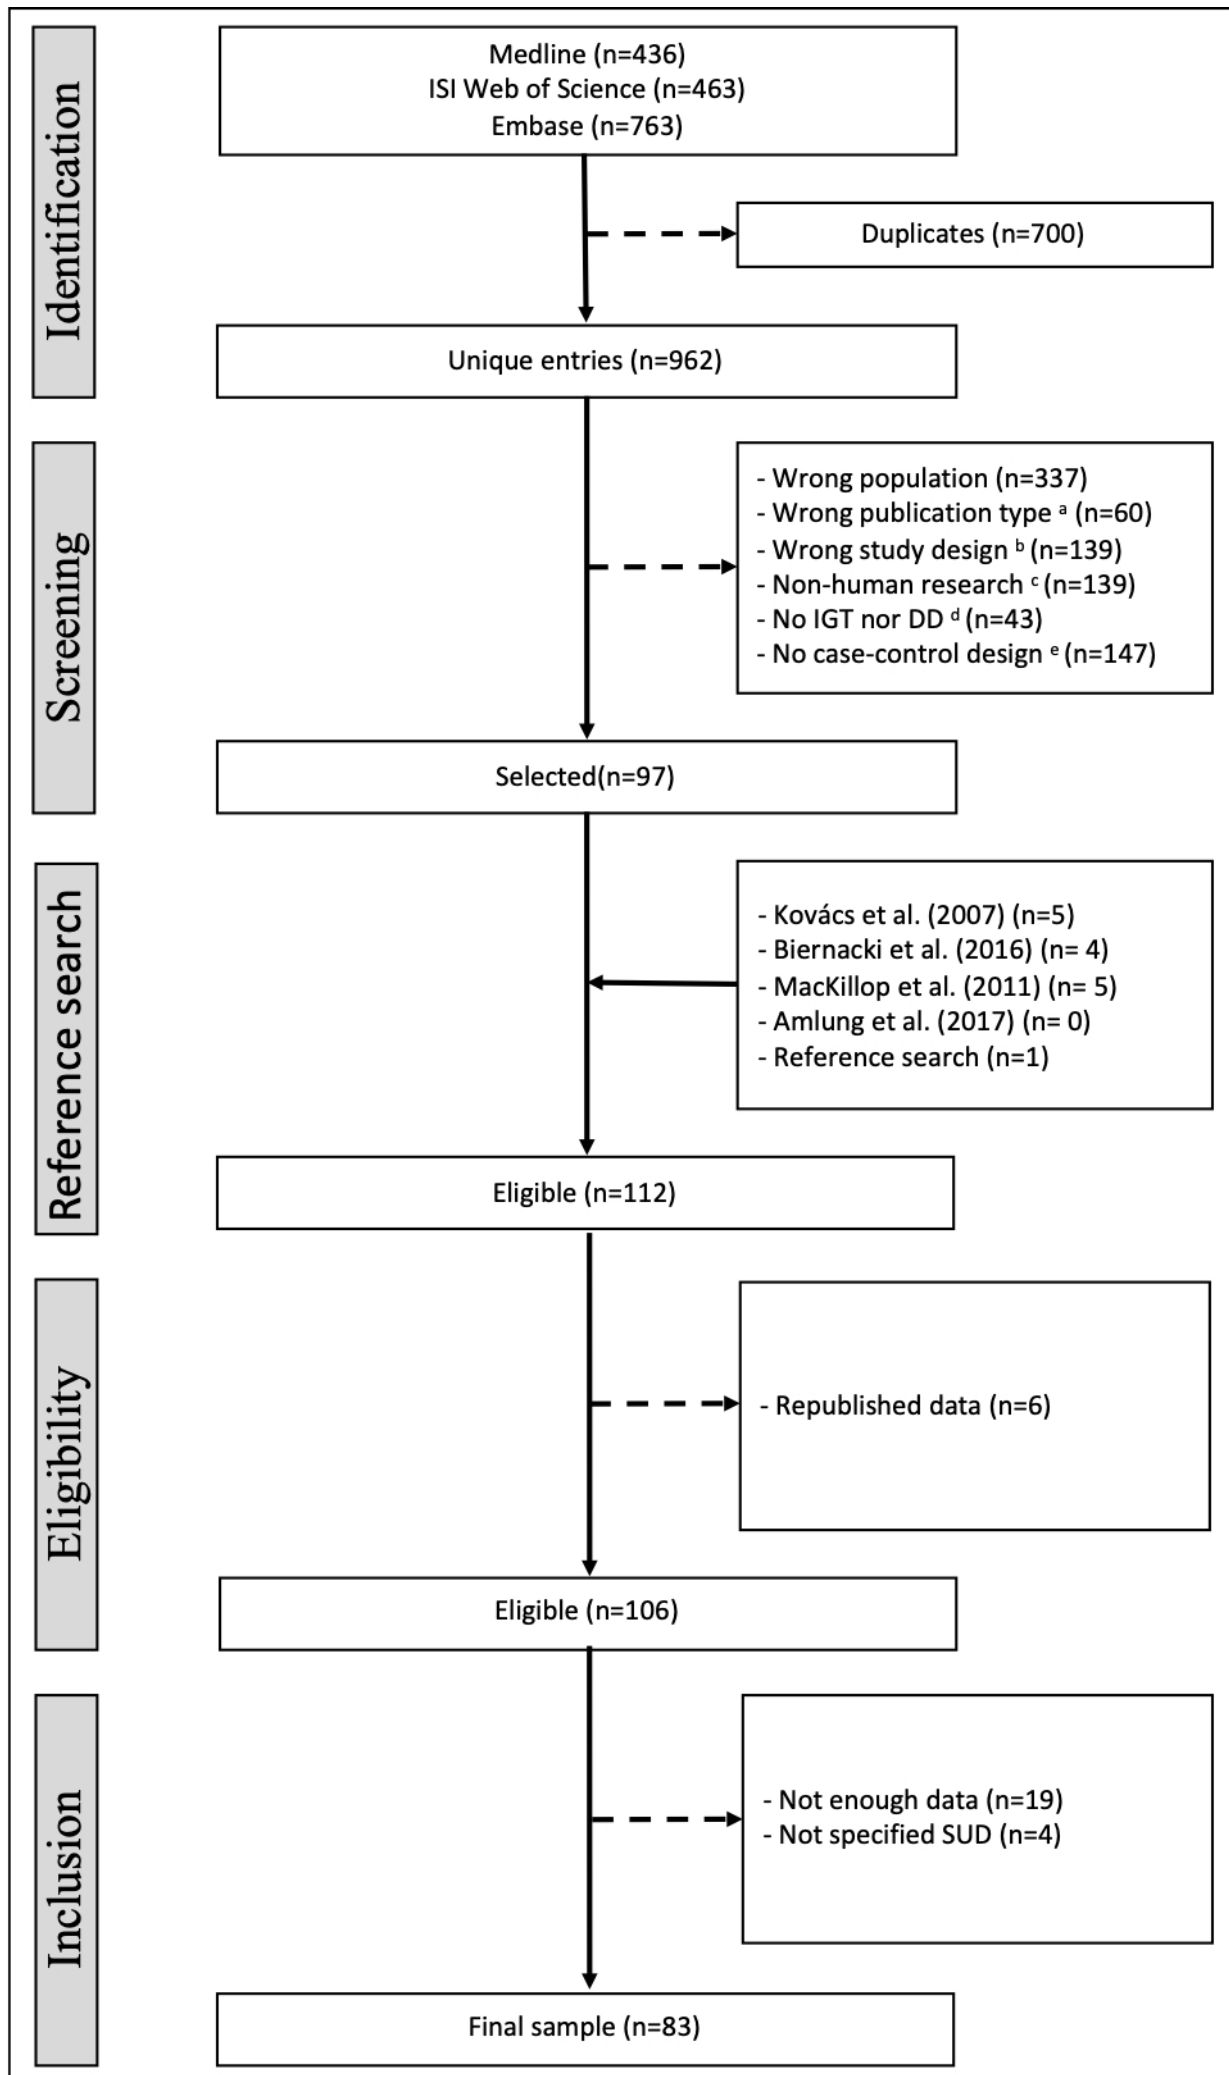 Identification
Medline (n=436)
ISI Web of Science (n=463)
Embase (n=763)
Duplicates (n=700)
Unique entries (n=962)
Screening
- Wrong population (n=337)
- Wrong publication type ᵃ (n=60)
- Wrong study design ᵇ (n=139)
- Non-human research ᶜ (n=139)
- No IGT nor DD ᵈ (n=43)
- No case-control design ᵉ (n=147)
Selected(n=97)
Reference search
- Kovács et al. (2007) (n=5)
- Biernacki et al. (2016) (n= 4)
- MacKillop et al. (2011) (n= 5)
- Amlung et al. (2017) (n= 0)
- Reference search (n=1)
Eligible (n=112)
Eligibility
- Republished data (n=6)
Eligible (n=106)
Inclusion
- Not enough data (n=19)
- Not specified SUD (n=4)
Final sample (n=83)